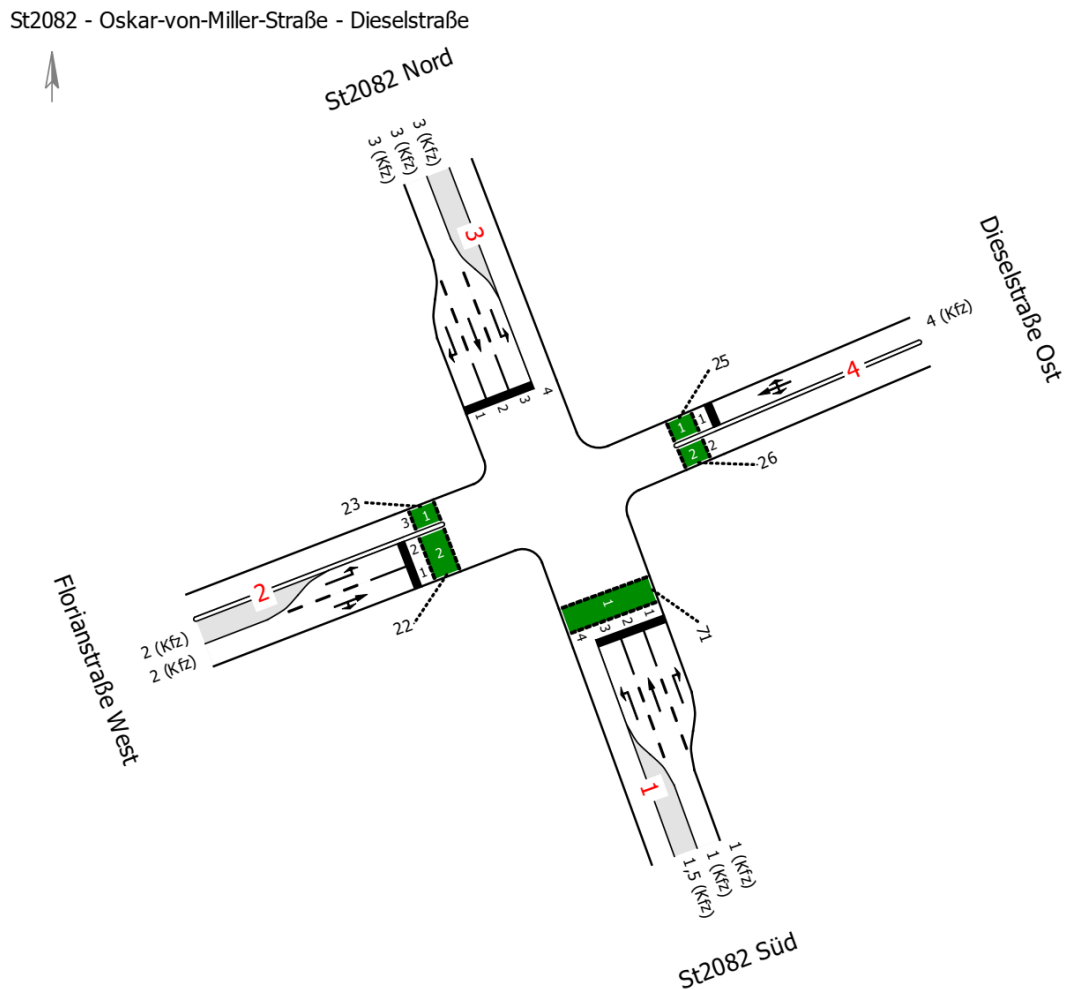 St2082 - Oskar-von-Miller-Straße - Dieselstraße
St2082 Nord
3 (Kfz)
3 (Kfz)
3 (Kfz)
3
1
2
3
4
Dieselstraße Ost
4 (Kfz)
4
25
1
1
2
2
26
23
3
1
2
2
1
22
2
2 (Kfz)
2 (Kfz)
Florianstraße West
1
4
3
2
1
71
1
1,5 (Kfz)
1 (Kfz)
1 (Kfz)
St2082 Süd